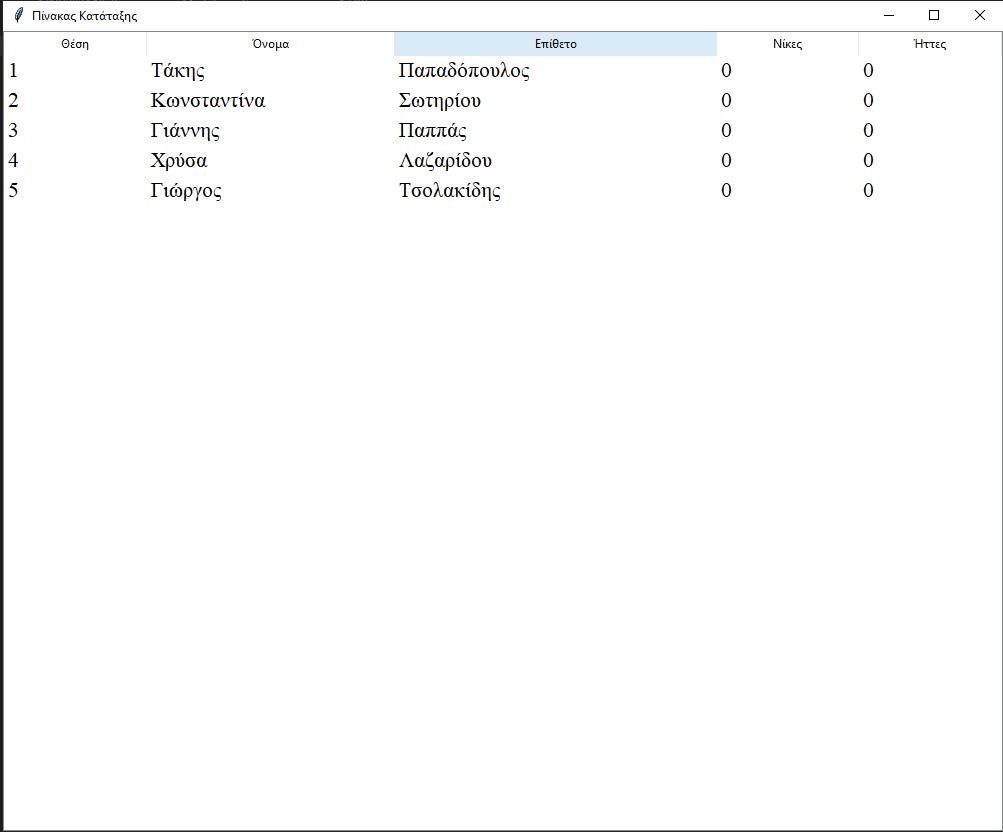 Πίνακας Κατάταξης
Θέση Όνομα Επίθετο Νίκες Ήττες
1 Τάκης Παπαδόπουλος 0 0
2 Κωνσταντίνα Σωτηρίου 0 0
3 Γιάννης Παππάς 0 0
4 Χρύσα Λαζαρίδου 0 0
5 Γιώργος Τσολακίδης 0 0